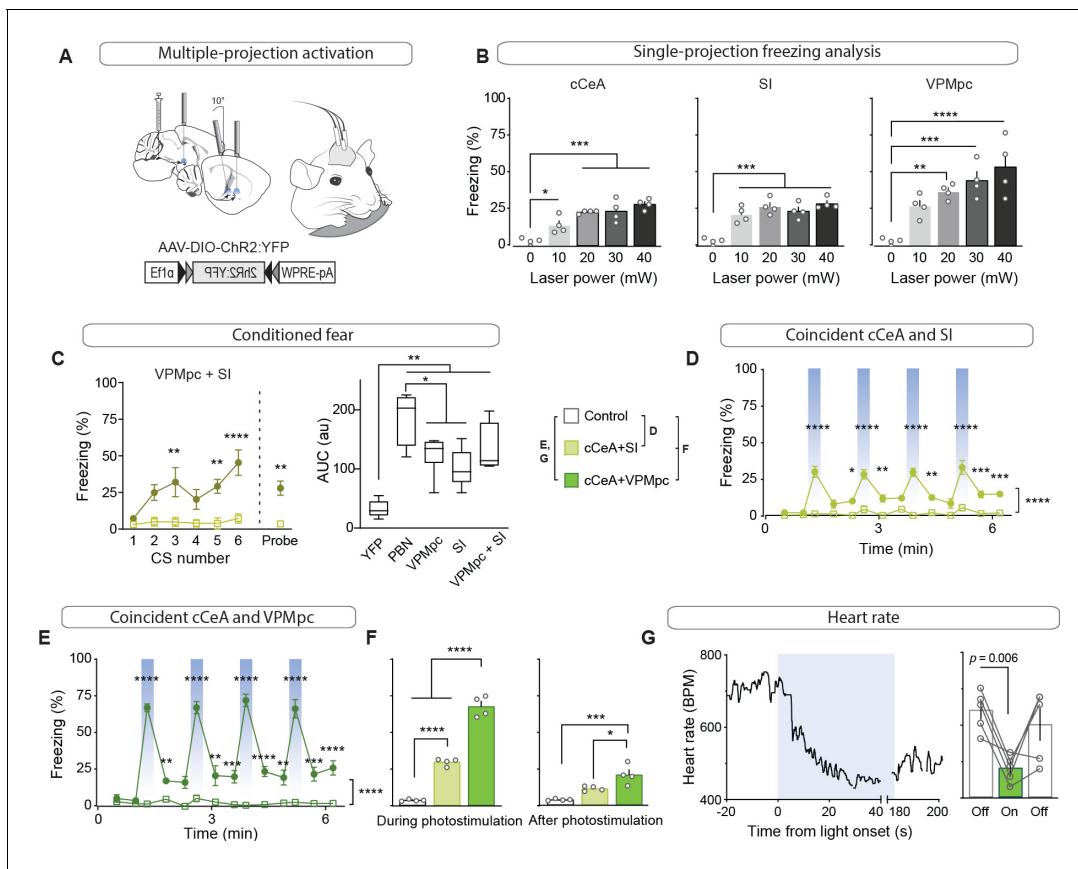 A
Multiple-projection activation
10°
AAV-DIO-ChR2:YFP
Ef1α
ChR2:YFP
WPRE-pA
B
Single-projection freezing analysis
cCeA
SI
VPMpc
Freezing (%)
100
75
50
25
0
*
***
***
**
***
****
0 10 20 30 40
0 10 20 30 40
0 10 20 30 40
Laser power (mW)
Laser power (mW)
Laser power (mW)
Conditioned fear
C
VPMpc + SI
Freezing (%)
100
75
50
25
0
**
**
****
**
1 2 3 4 5 6
Probe
CS number
AUC (au)
200
100
0
**
*
YFP
PBN
VPMpc
SI
VPMpc + SI
E,
G
Control
cCeA+SI
cCeA+VPMpc
D
F
Coincident cCeA and SI
D
Freezing (%)
100
75
50
25
0
**** **** **** ****
* ** ** *** ***
****
0 3 6
Time (min)
Coincident cCeA and VPMpc
E
Freezing (%)
100
75
50
25
0
**** **** **** ****
** ** *** **** ** *** ****
****
0 3 6
Time (min)
F
****
****
During photostimulation
***
*
After photostimulation
Heart rate
G
Heart rate (BPM)
800
600
400
-20 0 20 40 180 200
Time from light onset (s)
p = 0.006
Off On Off